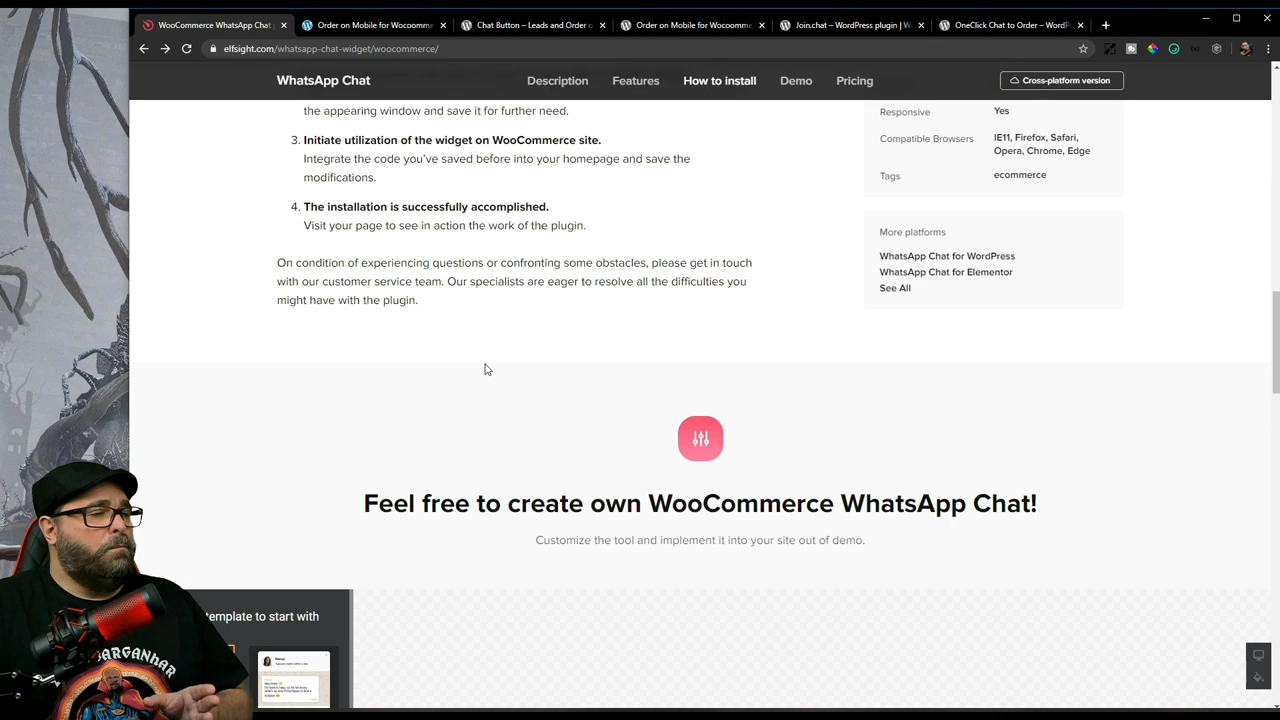 WooCommerce WhatsApp Chat
Order on Mobile for Wocoomme
Chat Button – Leads and Order o
Order on Mobile for Wocoomme
Join.chat – WordPress plugin | W
OneClick Chat to Order – WordP
elfsight.com/whatsapp-chat-widget/woocommerce/
WhatsApp Chat
Description
Features
How to install
Demo
Pricing
Cross-platform version
the appearing window and save it for further need.
3. Initiate utilization of the widget on WooCommerce site.
Integrate the code you've saved before into your homepage and save the
modifications.
4. The installation is successfully accomplished.
Visit your page to see in action the work of the plugin.
On condition of experiencing questions or confronting some obstacles, please get in touch
with our customer service team. Our specialists are eager to resolve all the difficulties you
might have with the plugin.
Responsive Yes
Compatible Browsers IE11, Firefox, Safari,
Opera, Chrome, Edge
Tags ecommerce
More platforms
WhatsApp Chat for WordPress
WhatsApp Chat for Elementor
See All
Feel free to create own WooCommerce WhatsApp Chat!
Customize the tool and implement it into your site out of demo.
template to start with
ARGANHAR